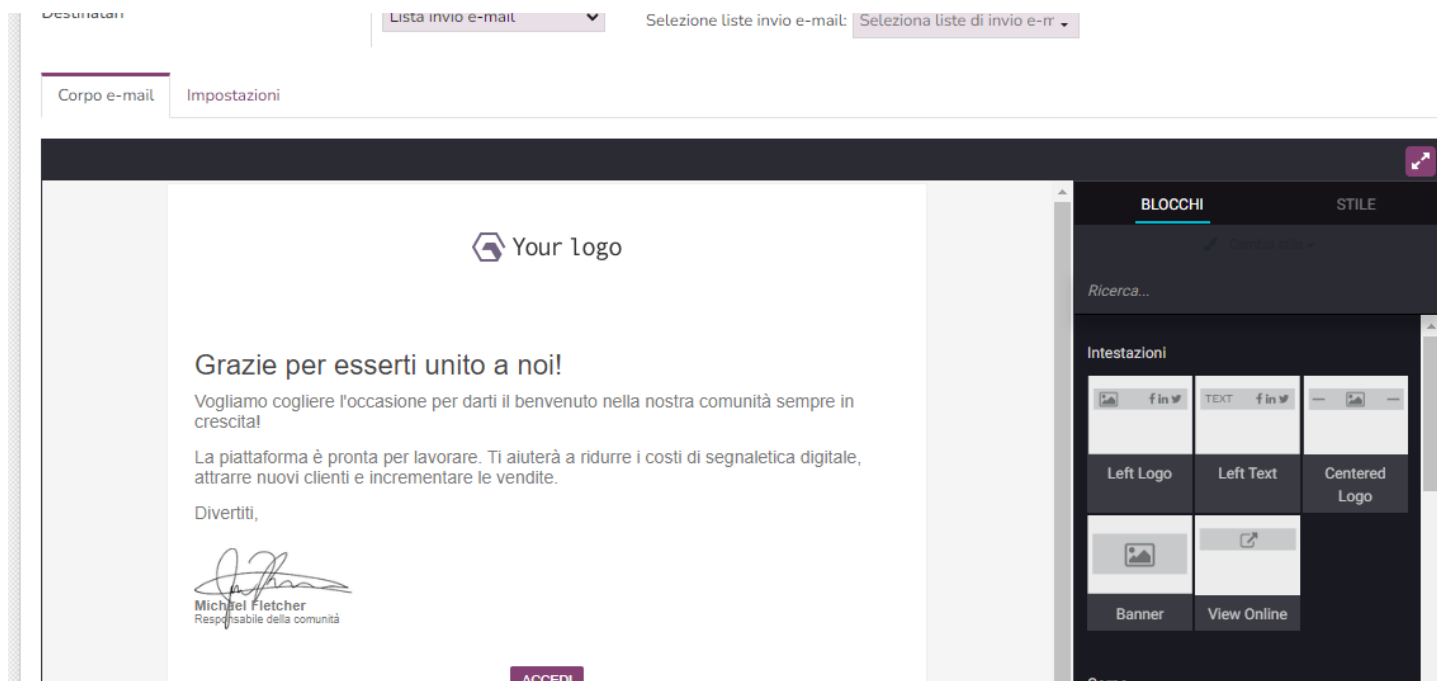 Destinatari
Lista invio e-mail
Selezione liste invio e-mail:
Seleziona liste di invio e-m
Corpo e-mail
Impostazioni
BLOCCHI
STILE
Your logo
Ricerca...
Grazie per esserti unito a noi!
Vogliamo cogliere l'occasione per darti il benvenuto nella nostra comunità sempre in
crescita!
La piattaforma è pronta per lavorare. Ti aiuterà a ridurre i costi di segnaletica digitale,
attrarre nuovi clienti e incrementare le vendite.
Divertiti,
Michael Fletcher
Responsabile della comunità
ACCEDI
Intestazioni
TEXT
Left Logo
Left Text
Centered
Logo
Banner
View Online